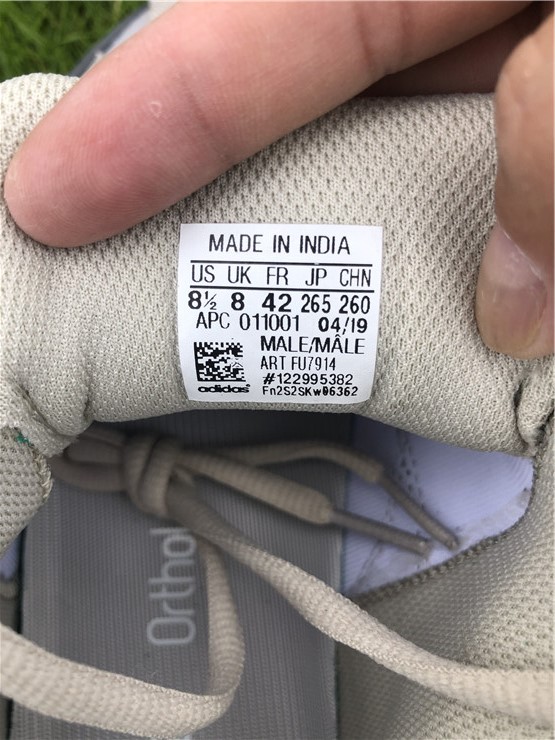 MADE IN INDIA
US UK FR JP CHN
8½ 8 42 265 260
APC 011001 04/19
MALE/MÂLE
ART FU7914
#122995382
adidas Fn2S2SKw06362
Orthol